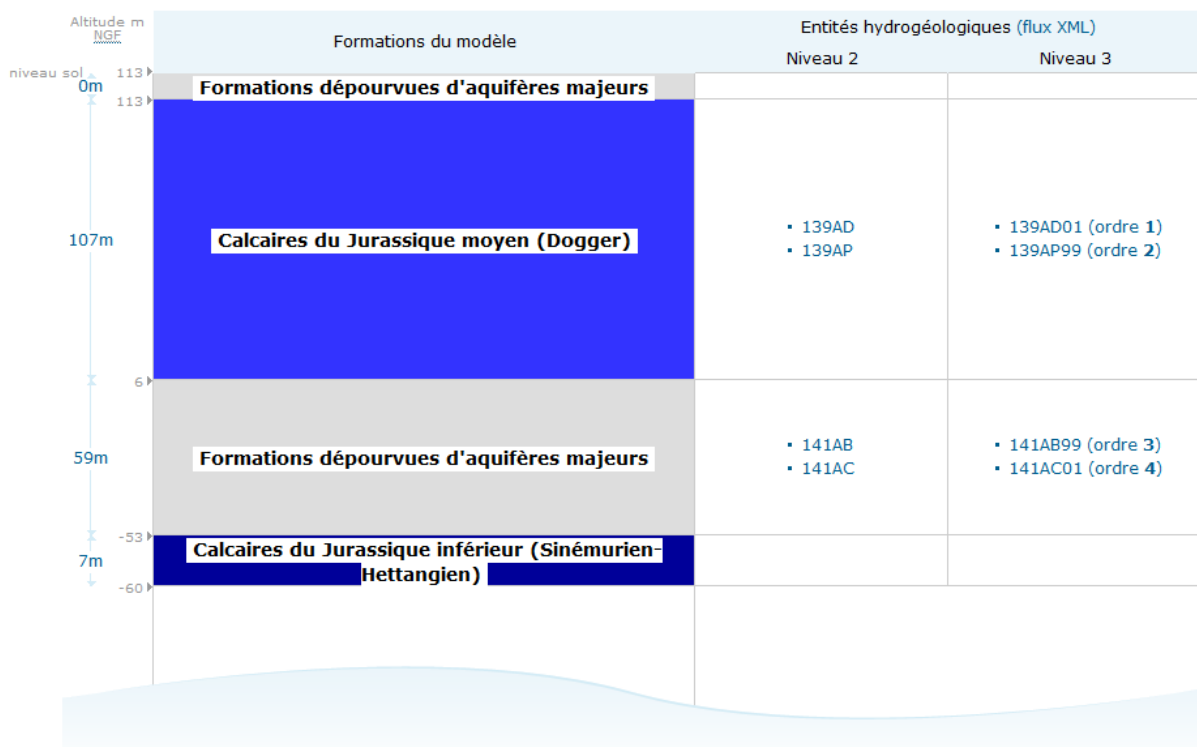 Altitude m
NGF
Formations du modèle
Entités hydrogéologiques (flux XML)
Niveau 2
Niveau 3
niveau sol
113
0m
Formations dépourvues d'aquifères majeurs
113
107m
Calcaires du Jurassique moyen (Dogger)
▪ 139AD
▪ 139AP
▪ 139AD01 (ordre 1)
▪ 139AP99 (ordre 2)
6
59m
Formations dépourvues d'aquifères majeurs
▪ 141AB
▪ 141AC
▪ 141AB99 (ordre 3)
▪ 141AC01 (ordre 4)
-53
7m
Calcaires du Jurassique inférieur (Sinémurien-
Hettangien)
-60